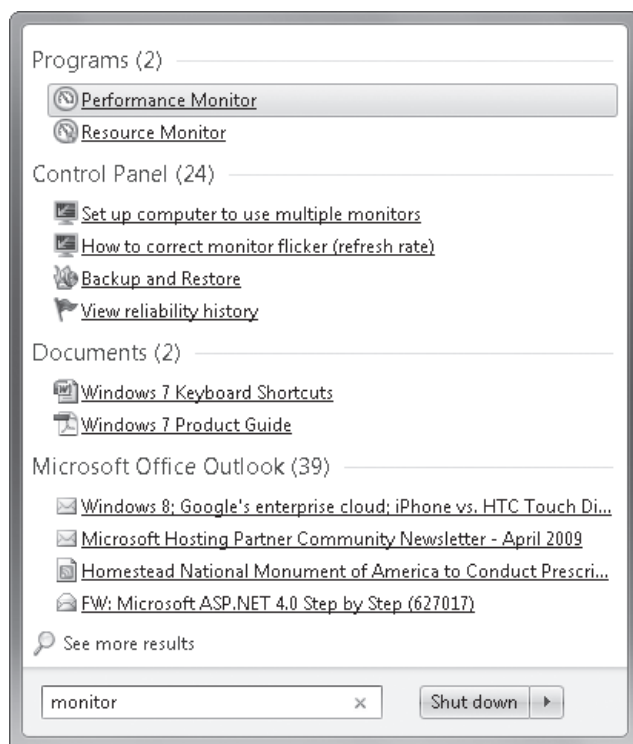 Programs (2)
Performance Monitor
Resource Monitor
Control Panel (24)
Set up computer to use multiple monitors
How to correct monitor flicker (refresh rate)
Backup and Restore
View reliability history
Documents (2)
Windows 7 Keyboard Shortcuts
Windows 7 Product Guide
Microsoft Office Outlook (39)
Windows 8; Google's enterprise cloud; iPhone vs. HTC Touch Di...
Microsoft Hosting Partner Community Newsletter - April 2009
Homestead National Monument of America to Conduct Prescri...
FW: Microsoft ASP.NET 4.0 Step by Step (627017)
See more results
monitor
Shut down